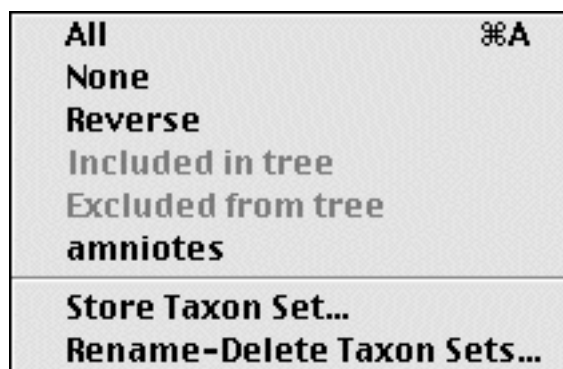 All ⌘A
None
Reverse
Included in tree
Excluded from tree
amniotes
Store Taxon Set...
Rename-Delete Taxon Sets...